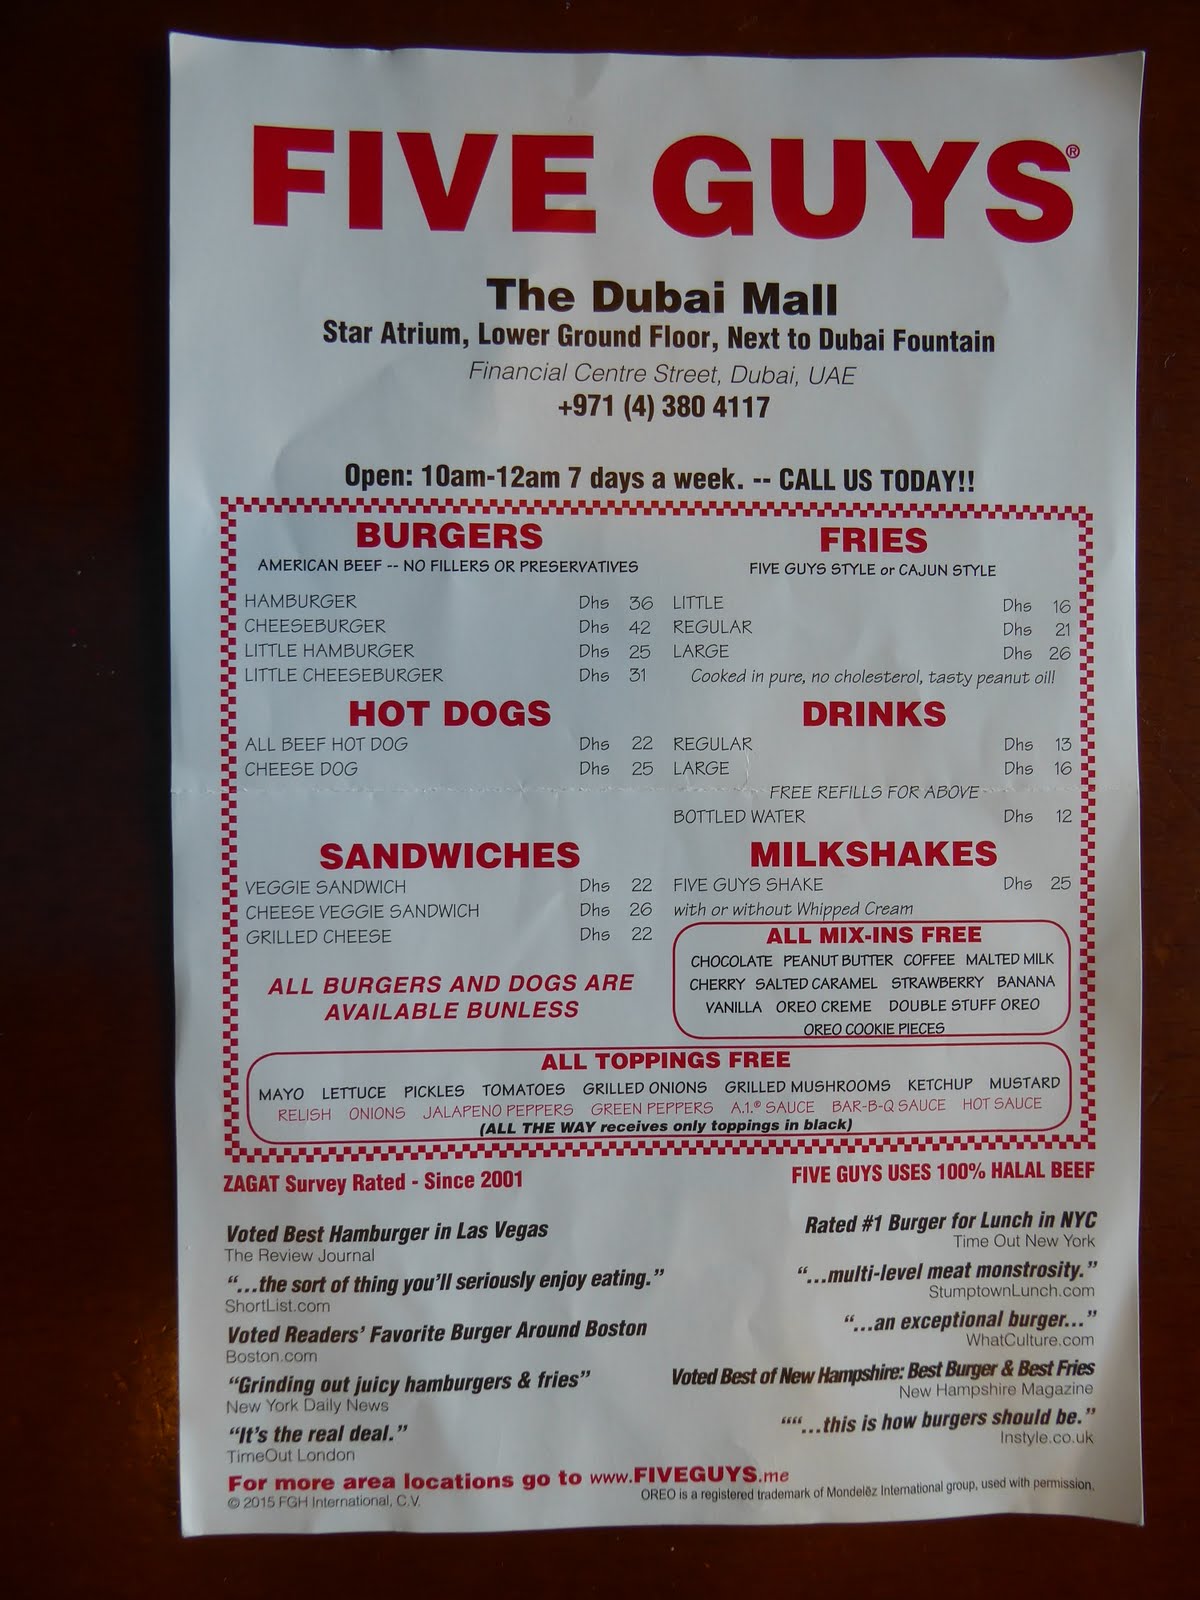 FIVE GUYS®
The Dubai Mall
Star Atrium, Lower Ground Floor, Next to Dubai Fountain
Financial Centre Street, Dubai, UAE
+971 (4) 380 4117
Open: 10am-12am 7 days a week. -- CALL US TODAY!!
BURGERS
AMERICAN BEEF -- NO FILLERS OR PRESERVATIVES
HAMBURGER Dhs 36
CHEESEBURGER Dhs 42
LITTLE HAMBURGER Dhs 25
LITTLE CHEESEBURGER Dhs 31
FRIES
FIVE GUYS STYLE or CAJUN STYLE
LITTLE Dhs 16
REGULAR Dhs 21
LARGE Dhs 26
Cooked in pure, no cholesterol, tasty peanut oil!
HOT DOGS
ALL BEEF HOT DOG Dhs 22
CHEESE DOG Dhs 25
DRINKS
REGULAR Dhs 13
LARGE Dhs 16
FREE REFILLS FOR ABOVE
BOTTLED WATER Dhs 12
SANDWICHES
VEGGIE SANDWICH Dhs 22
CHEESE VEGGIE SANDWICH Dhs 26
GRILLED CHEESE Dhs 22
ALL BURGERS AND DOGS ARE
AVAILABLE BUNLESS
MILKSHAKES
FIVE GUYS SHAKE Dhs 25
with or without Whipped Cream
ALL MIX-INS FREE
CHOCOLATE PEANUT BUTTER COFFEE MALTED MILK
CHERRY SALTED CARAMEL STRAWBERRY BANANA
VANILLA OREO CREME DOUBLE STUFF OREO
OREO COOKIE PIECES
ALL TOPPINGS FREE
MAYO LETTUCE PICKLES TOMATOES GRILLED ONIONS GRILLED MUSHROOMS KETCHUP MUSTARD
RELISH ONIONS JALAPENO PEPPERS GREEN PEPPERS A.1.® SAUCE BAR-B-Q SAUCE HOT SAUCE
(ALL THE WAY receives only toppings in black)
ZAGAT Survey Rated - Since 2001
FIVE GUYS USES 100% HALAL BEEF
Voted Best Hamburger in Las Vegas
The Review Journal
“...the sort of thing you’ll seriously enjoy eating.”
ShortList.com
Voted Readers’ Favorite Burger Around Boston
Boston.com
“Grinding out juicy hamburgers & fries”
New York Daily News
“It’s the real deal.”
TimeOut London
Rated #1 Burger for Lunch in NYC
Time Out New York
“...multi-level meat monstrosity.”
StumptownLunch.com
“...an exceptional burger...”
WhatCulture.com
Voted Best of New Hampshire: Best Burger & Best Fries
New Hampshire Magazine
““...this is how burgers should be.”
Instyle.co.uk
For more area locations go to www.FIVEGUYS.me
© 2015 FGH International, C.V.
OREO is a registered trademark of Mondelēz International group, used with permission.